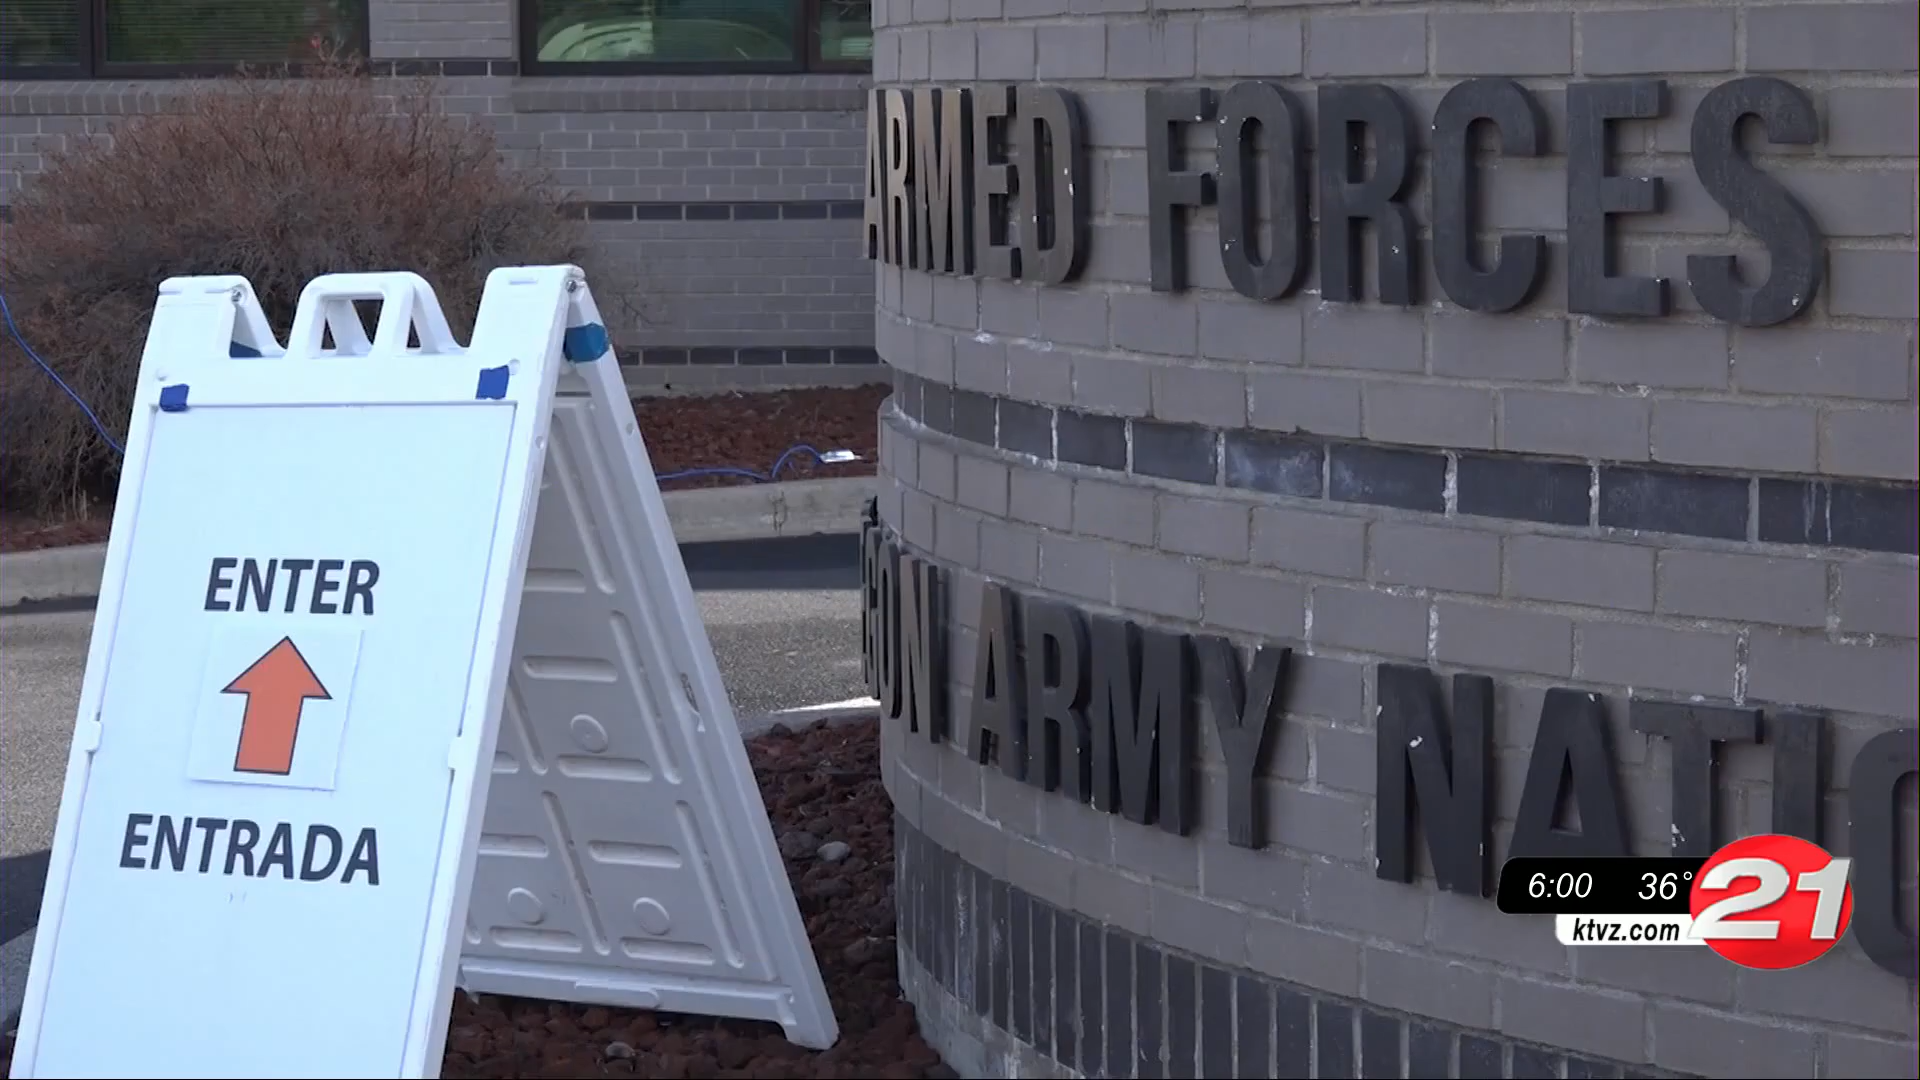 ARMED FORCES
ARMY
ENTER
ENTRADA
6:00 36°
ktvz.com 21